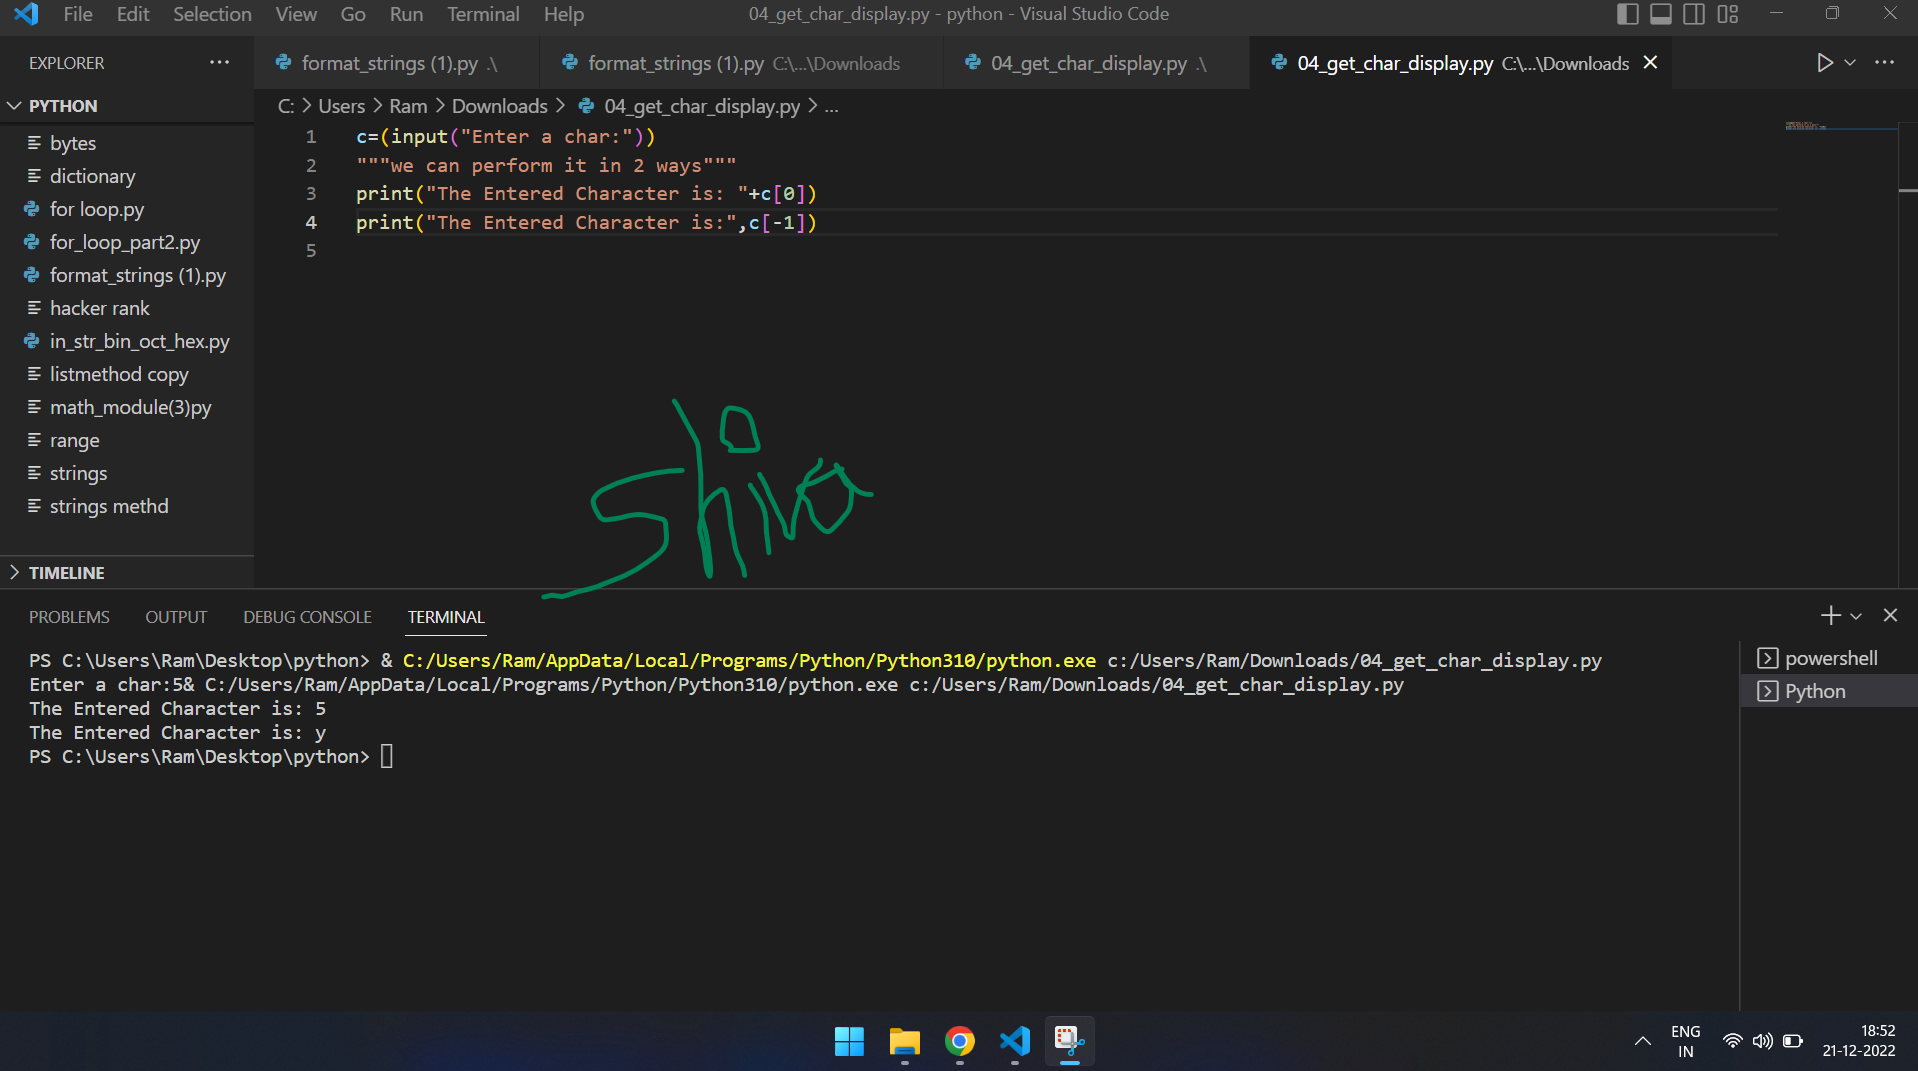 File Edit Selection View Go Run Terminal Help 04_get_char_display.py - python - Visual Studio Code
EXPLORER ··· format_strings (1).py .\ format_strings (1).py C:\...\Downloads 04_get_char_display.py .\ 04_get_char_display.py C:\...\Downloads
PYTHON
bytes
dictionary
for loop.py
for_loop_part2.py
format_strings (1).py
hacker rank
in_str_bin_oct_hex.py
listmethod copy
math_module(3)py
range
strings
strings methd
TIMELINE
C: > Users > Ram > Downloads > 04_get_char_display.py > ...
1 c=(input("Enter a char:"))
2 """we can perform it in 2 ways"""
3 print("The Entered Character is: "+c[0])
4 print("The Entered Character is:",c[-1])
5
Shiva
PROBLEMS OUTPUT DEBUG CONSOLE TERMINAL
PS C:\Users\Ram\Desktop\python> & C:/Users/Ram/AppData/Local/Programs/Python/Python310/python.exe c:/Users/Ram/Downloads/04_get_char_display.py
Enter a char:5& C:/Users/Ram/AppData/Local/Programs/Python/Python310/python.exe c:/Users/Ram/Downloads/04_get_char_display.py
The Entered Character is: 5
The Entered Character is: y
PS C:\Users\Ram\Desktop\python>
powershell
Python
ENG
IN
18:52
21-12-2022